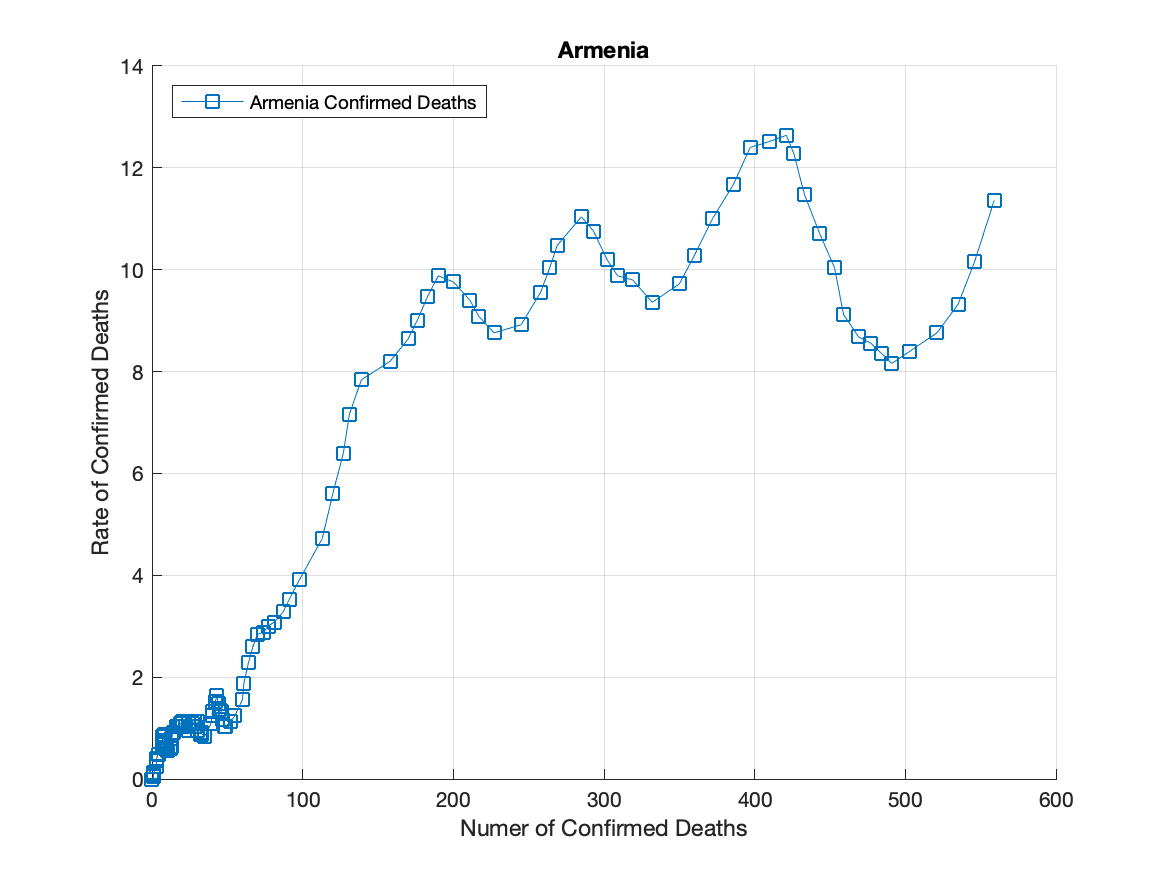 Armenia
Armenia Confirmed Deaths
14
12
10
8
6
4
2
0
Rate of Confirmed Deaths
0 100 200 300 400 500 600
Numer of Confirmed Deaths